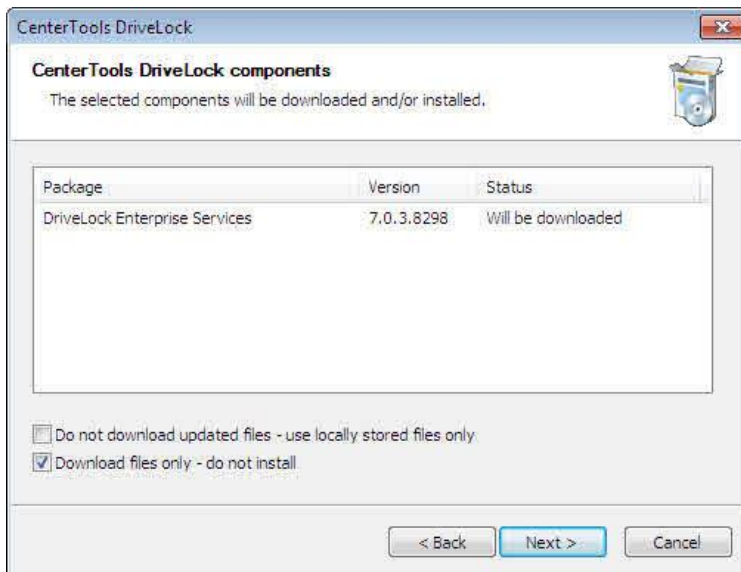 CenterTools DriveLock
CenterTools DriveLock components
The selected components will be downloaded and/or installed.
Package Version Status
DriveLock Enterprise Services 7.0.3.8298 Will be downloaded
Do not download updated files - use locally stored files only
Download files only - do not install
< Back Next > Cancel